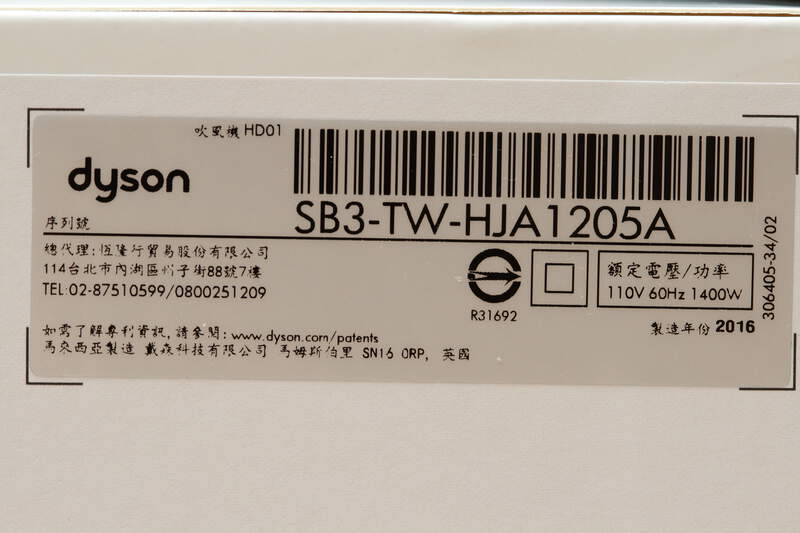 吹風機 HD01
dyson
序列號
SB3-TW-HJA1205A
總代理:恆隆行貿易股份有限公司
114台北市內湖區洲子街88號7樓
TEL:02-87510599/0800251209
R31692
額定電壓/功率
110V 60Hz 1400W
306405-34/02
製造年份 2016
如需了解專利資訊,請參閱: www.dyson.com/patents
馬來西亞製造 戴森科技有限公司 馬姆斯伯里 SN16 0RP, 英國